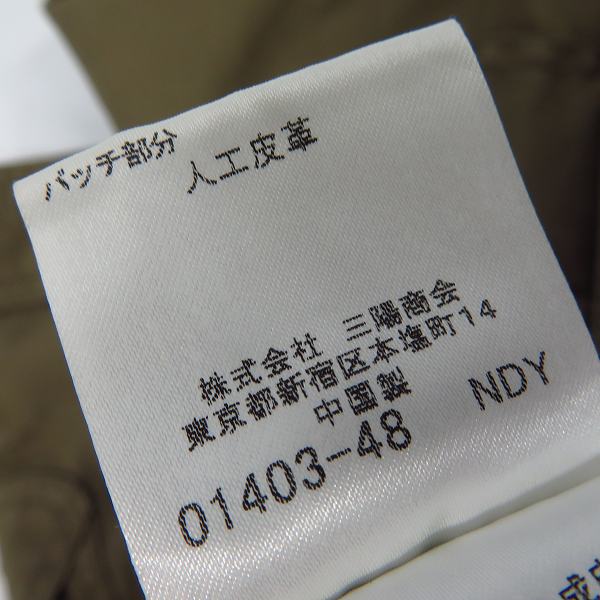 パッチ部分 人工皮革
株式会社 三陽商会
東京都新宿区本塩町14
中国製
01403-48 NDY